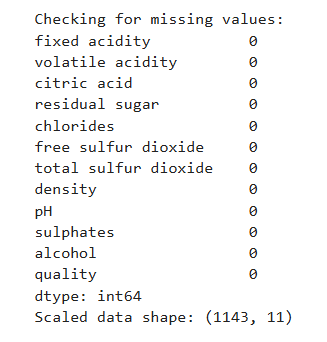 Checking for missing values:
fixed acidity 0
volatile acidity 0
citric acid 0
residual sugar 0
chlorides 0
free sulfur dioxide 0
total sulfur dioxide 0
density 0
pH 0
sulphates 0
alcohol 0
quality 0
dtype: int64
Scaled data shape: (1143, 11)